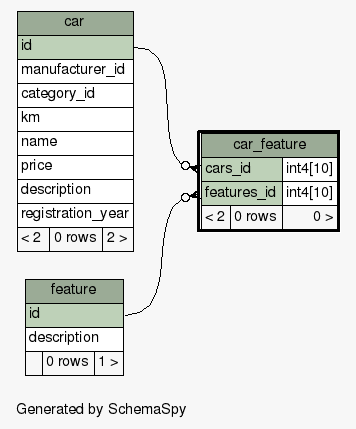 car
id
manufacturer_id
category_id
km
name
price
description
registration_year
< 2 0 rows 2 >
car_feature
cars_id int4[10]
features_id int4[10]
< 2 0 rows 0 >
feature
id
description
0 rows 1 >
Generated by SchemaSpy